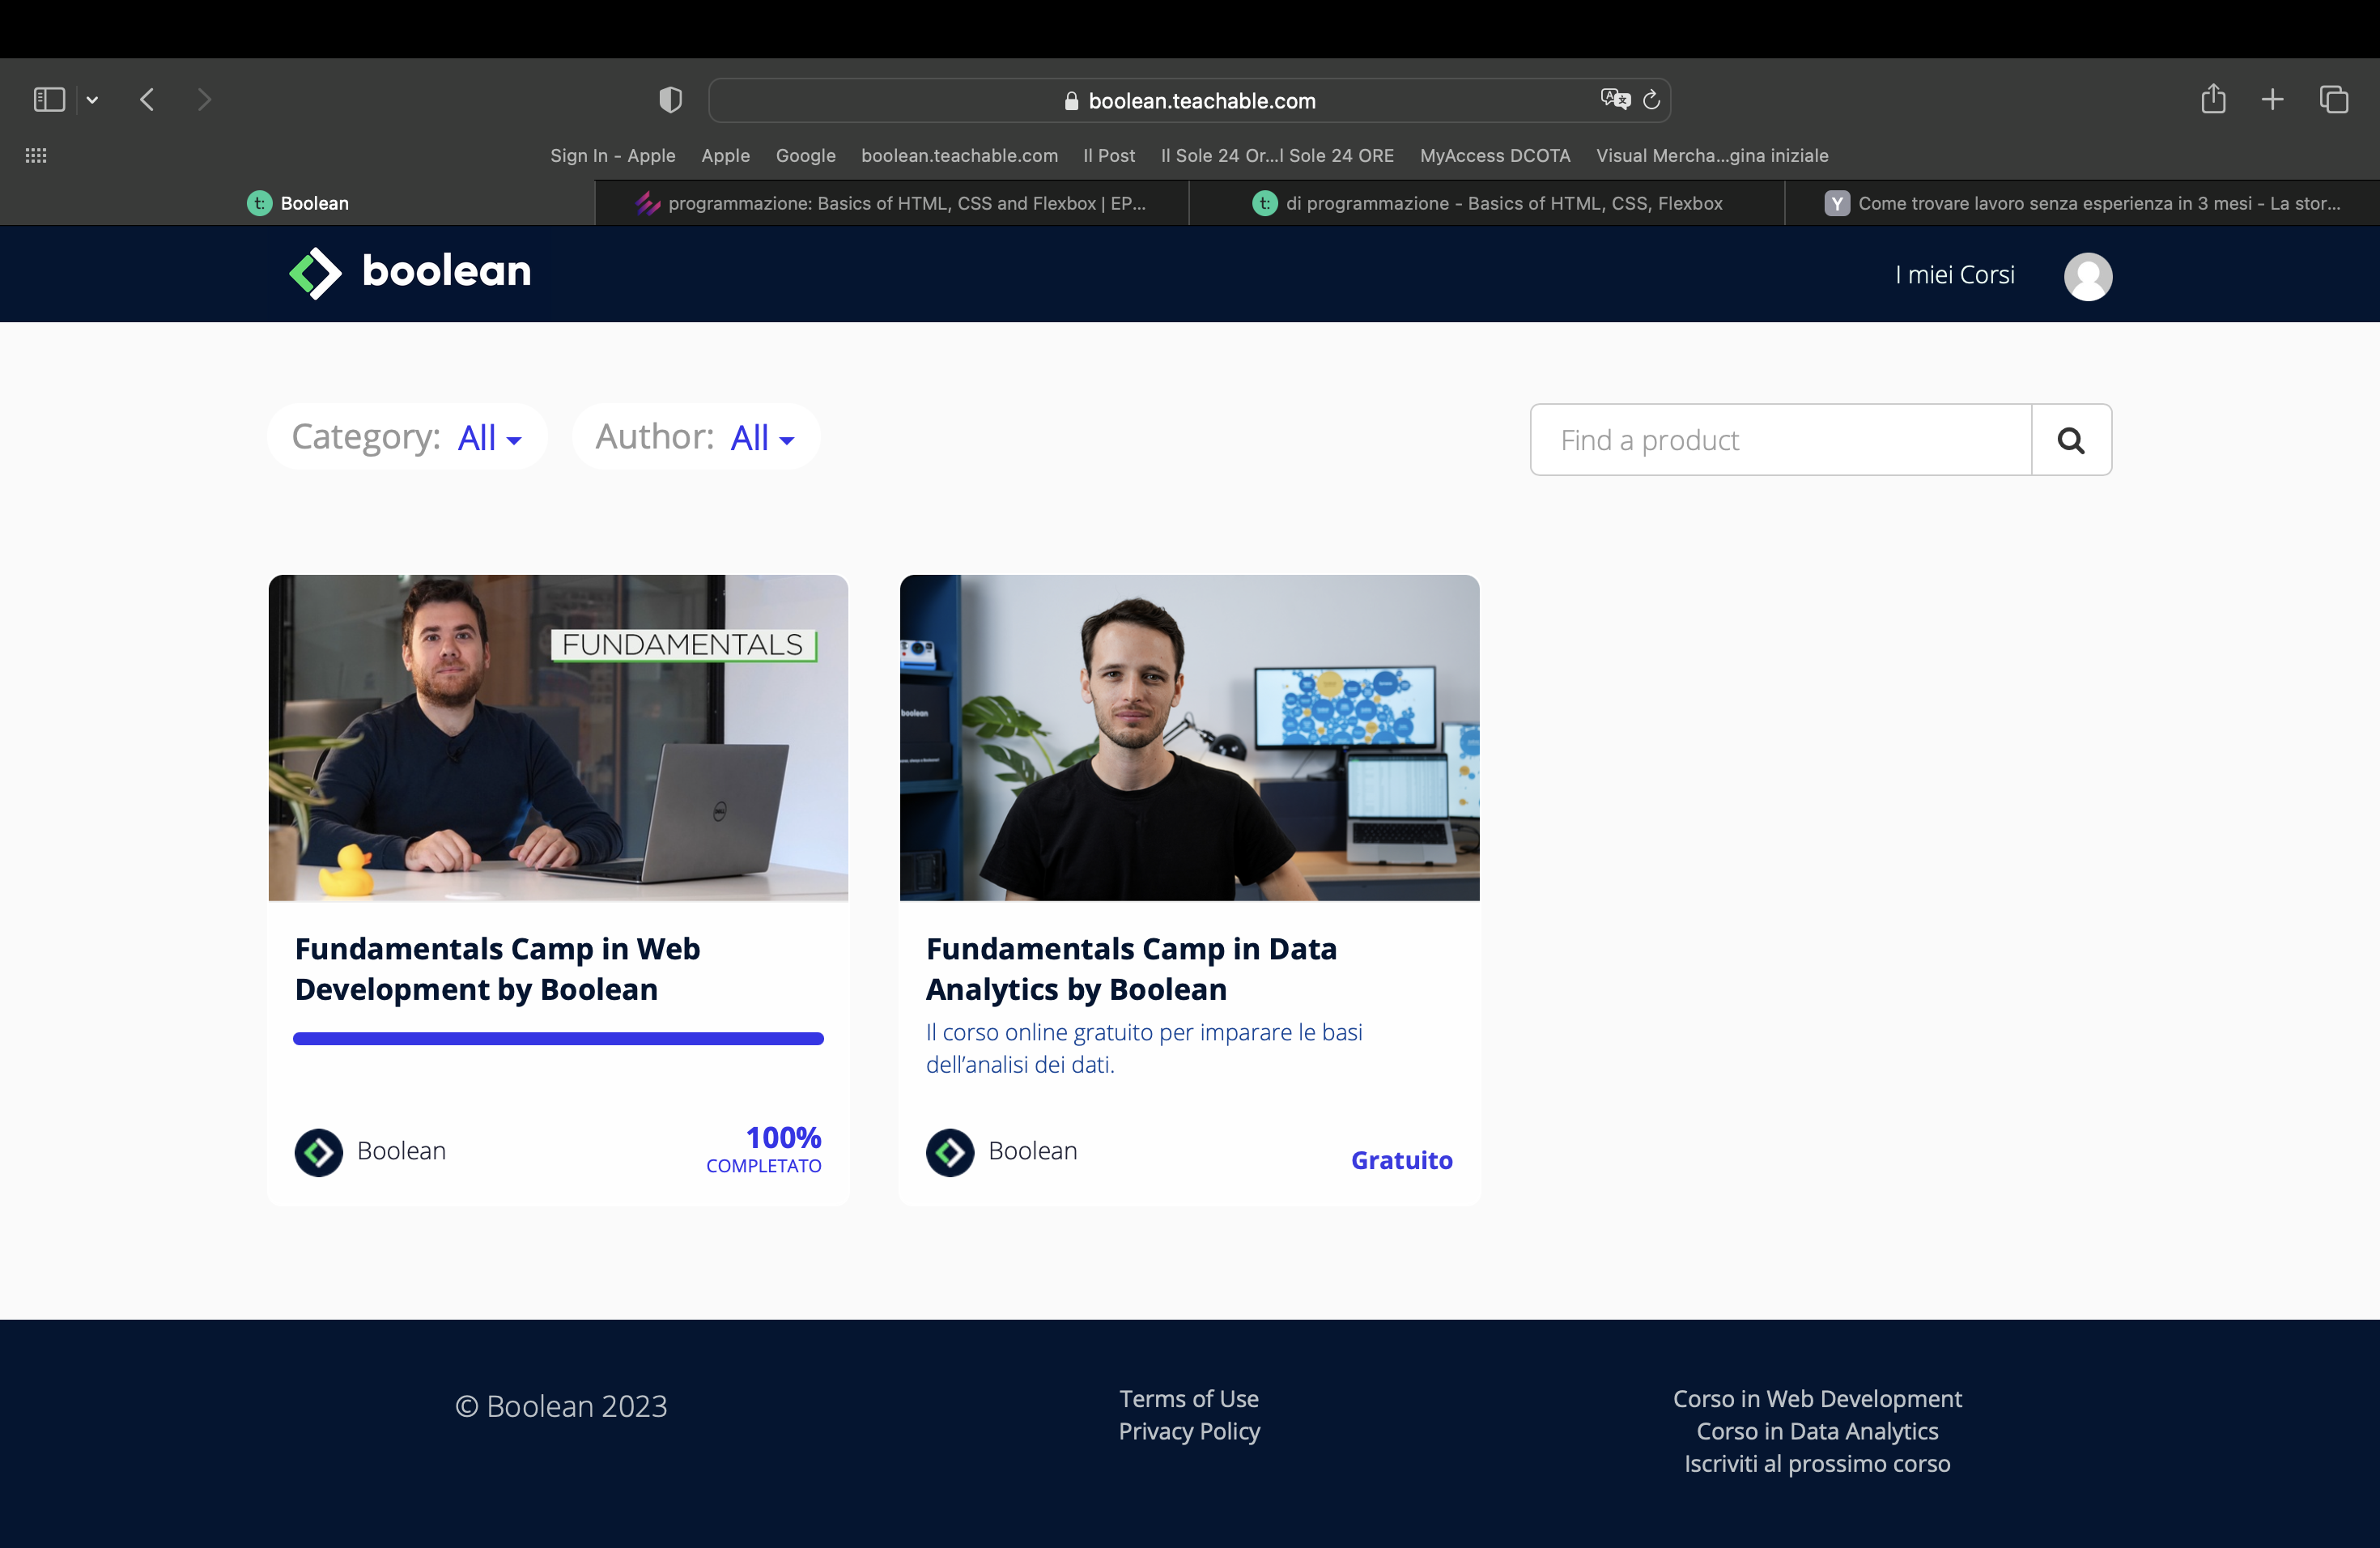 boolean.teachable.com
Sign In - Apple
Apple
Google
boolean.teachable.com
Il Post
Il Sole 24 Or...l Sole 24 ORE
MyAccess DCOTA
Visual Mercha...gina iniziale
t: Boolean
programmazione: Basics of HTML, CSS and Flexbox | EP...
t: di programmazione - Basics of HTML, CSS, Flexbox
Y Come trovare lavoro senza esperienza in 3 mesi - La stor...
boolean
I miei Corsi
Category: All
Author: All
Find a product
FUNDAMENTALS
DELL
boolean
Fundamentals Camp in Web
Development by Boolean
Boolean
100%
COMPLETATO
Fundamentals Camp in Data
Analytics by Boolean
Il corso online gratuito per imparare le basi
dell'analisi dei dati.
Boolean
Gratuito
© Boolean 2023
Terms of Use
Privacy Policy
Corso in Web Development
Corso in Data Analytics
Iscriviti al prossimo corso